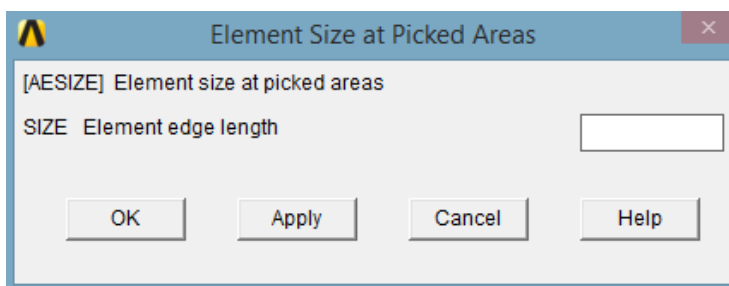 Element Size at Picked Areas
[AESIZE] Element size at picked areas
SIZE Element edge length
OK Apply Cancel Help